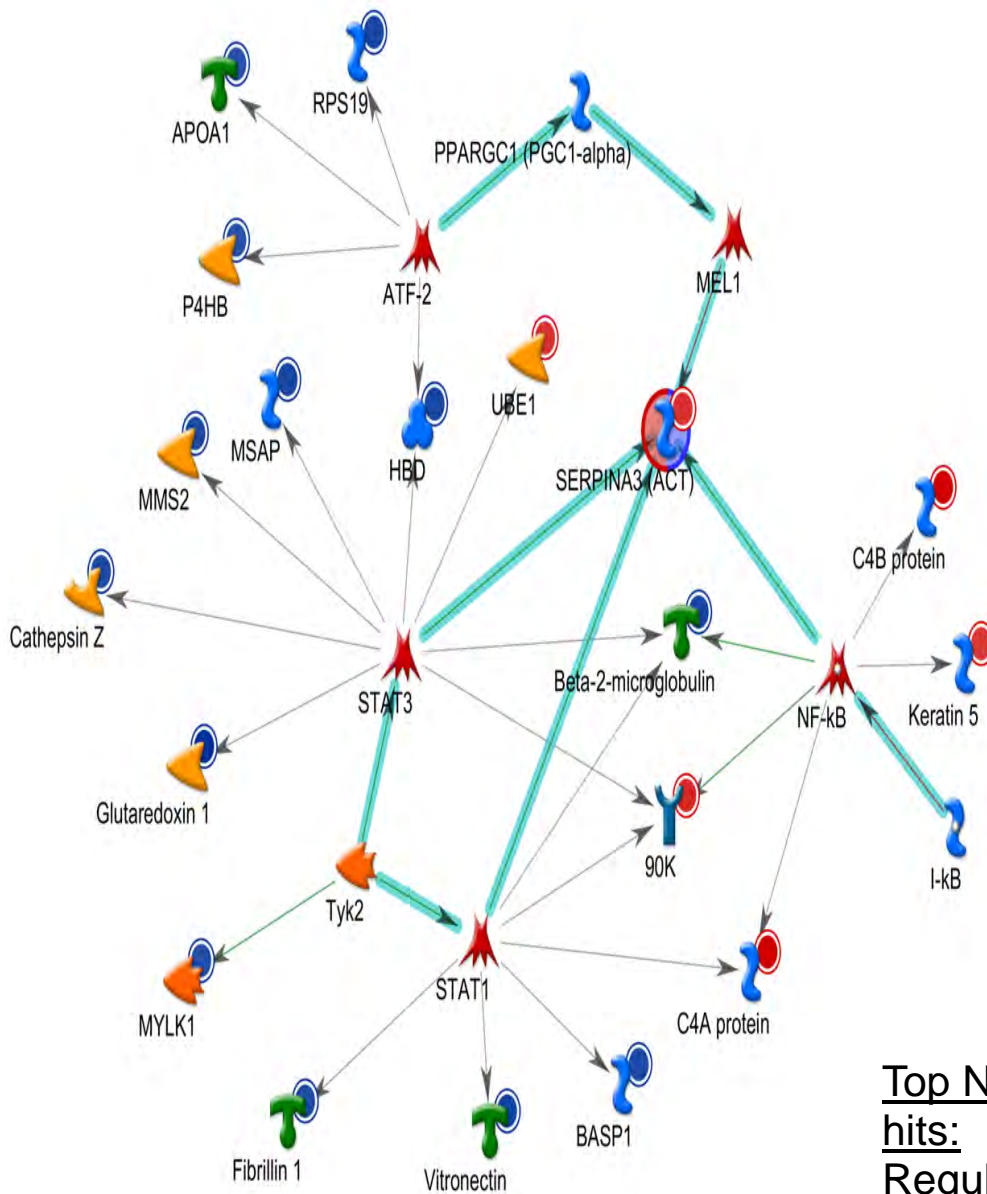 RPS19
APOA1
PPARGC1 (PGC1-alpha)
P4HB
ATF-2
MEL1
UBE1
MSAP
HBD
MMS2
SERPINA3 (ACT)
C4B protein
Cathepsin Z
STAT3
Beta-2-microglobulin
NF-kB
Keratin 5
Glutaredoxin 1
90K
I-kB
Tyk2
MYLK1
STAT1
C4A protein
Fibrillin 1
Vitronectin
BASP1
Top N
hits:
Regul